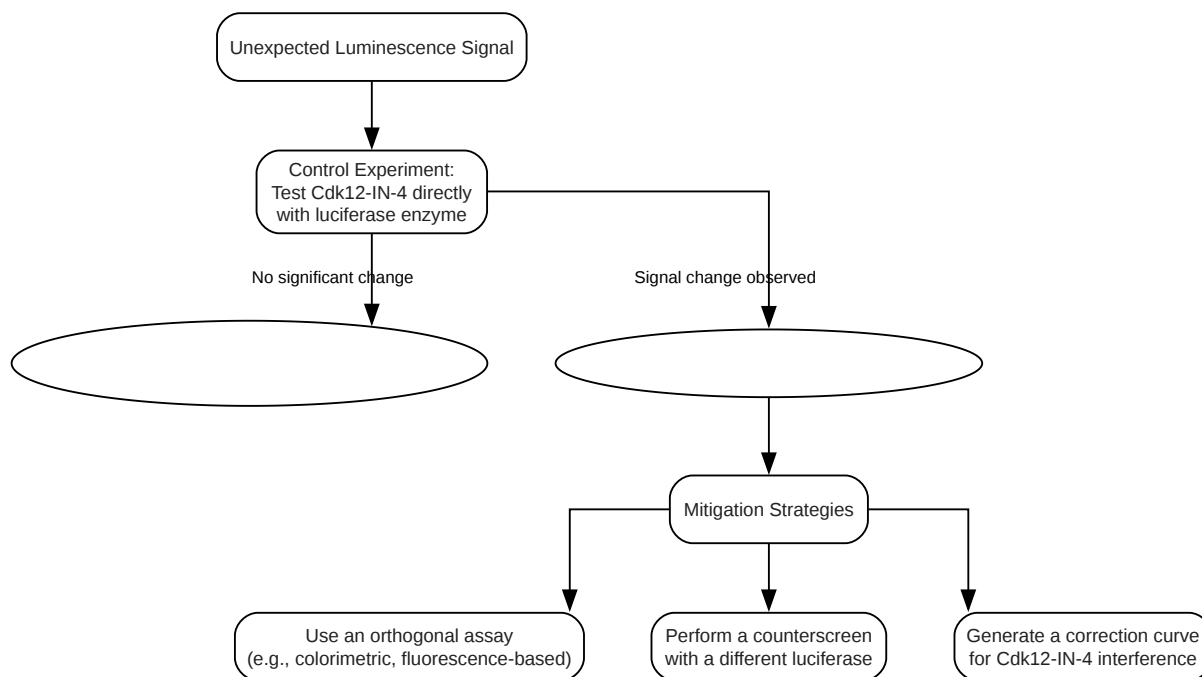 Unexpected Luminescence Signal
Control Experiment:
Test Cdk12-IN-4 directly
with luciferase enzyme
No significant change
Signal change observed
Mitigation Strategies
Use an orthogonal assay
(e.g., colorimetric, fluorescence-based)
Perform a counterscreen
with a different luciferase
Generate a correction curve
for Cdk12-IN-4 interference